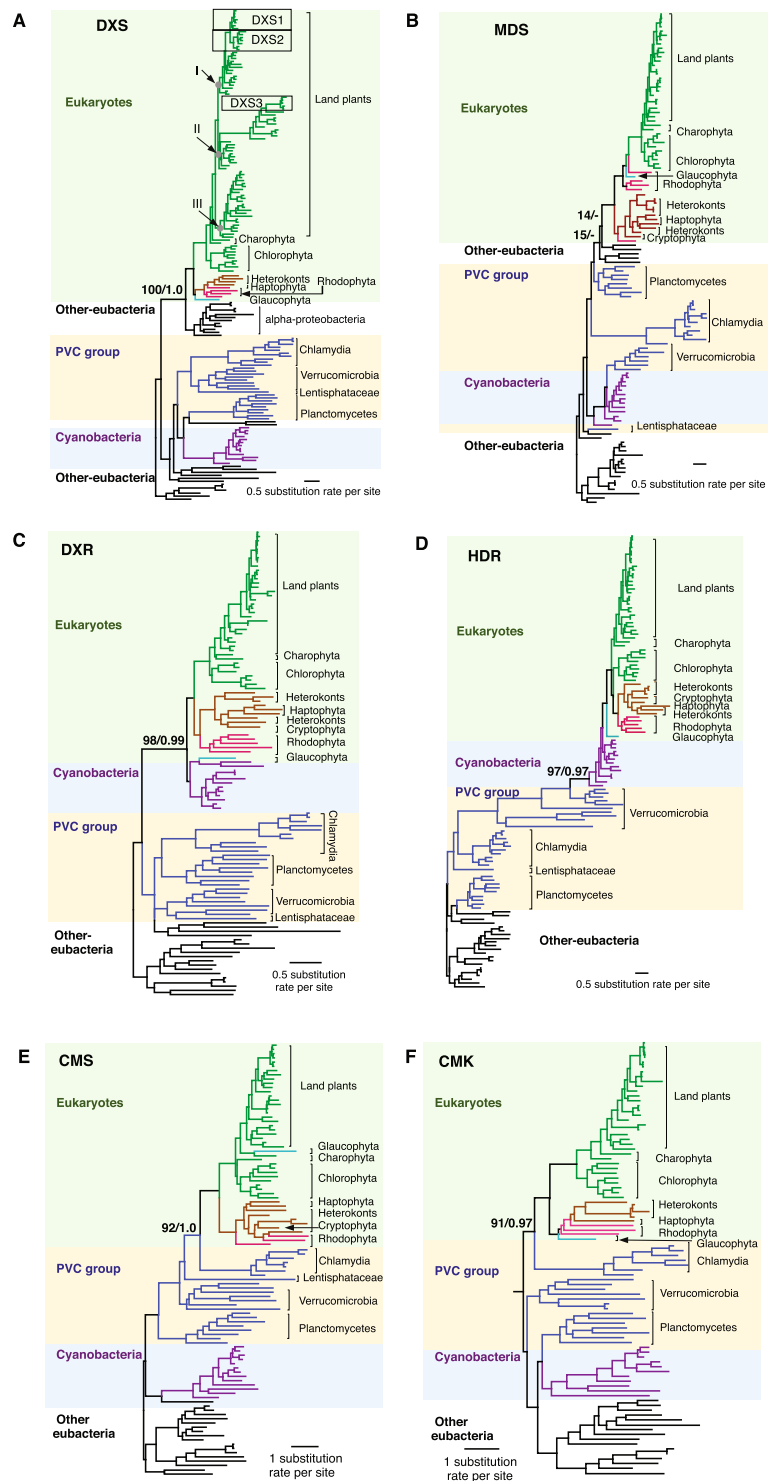 A
DXS
DXS1
DXS2
I
Eukaryotes
DXS3
Land plants
II
III
Charophyta
Chlorophyta
Heterokonts
Rhodophyta
Haptophyta
100/1.0
Glaucophyta
Other-eubacteria
alpha-proteobacteria
PVC group
Chlamydia
Verrucomicrobia
Lentisphataceae
Planctomycetes
Cyanobacteria
Other-eubacteria
0.5 substitution rate per site
B
MDS
Land plants
Eukaryotes
Charophyta
Chlorophyta
Glaucophyta
Rhodophyta
Heterokonts
14/-
Haptophyta
Heterokonts
15/-
Cryptophyta
Other-eubacteria
PVC group
Planctomycetes
Chlamydia
Verrucomicrobia
Cyanobacteria
Lentisphataceae
Other-eubacteria
0.5 substitution rate per site
C
DXR
Land plants
Eukaryotes
Charophyta
Chlorophyta
Heterokonts
Haptophyta
Heterokonts
Cryptophyta
98/0.99
Rhodophyta
Glaucophyta
Cyanobacteria
PVC group
Chlamydia
Planctomycetes
Verrucomicrobia
Lentisphataceae
Other-
eubacteria
0.5 substitution
rate per site
D
HDR
Land plants
Eukaryotes
Charophyta
Chlorophyta
Heterokonts
Cryptophyta
Haptophyta
Heterokonts
Rhodophyta
Glaucophyta
Cyanobacteria
97/0.97
PVC group
Verrucomicrobia
Chlamydia
Lentisphataceae
Planctomycetes
Other-eubacteria
0.5 substitution rate per site
E
CMS
Land plants
Eukaryotes
Glaucophyta
Charophyta
Chlorophyta
Haptophyta
Heterokonts
Cryptophyta
92/1.0
Rhodophyta
PVC group
Chlamydia
Lentisphataceae
Verrucomicrobia
Planctomycetes
Cyanobacteria
Other
eubacteria
1 substitution
rate per site
F
CMK
Land plants
Eukaryotes
Charophyta
Chlorophyta
Heterokonts
Haptophyta
91/0.97
Rhodophyta
Glaucophyta
Chlamydia
PVC group
Verrucomicrobia
Planctomycetes
Cyanobacteria
Other
eubacteria
1 substitution rate per site